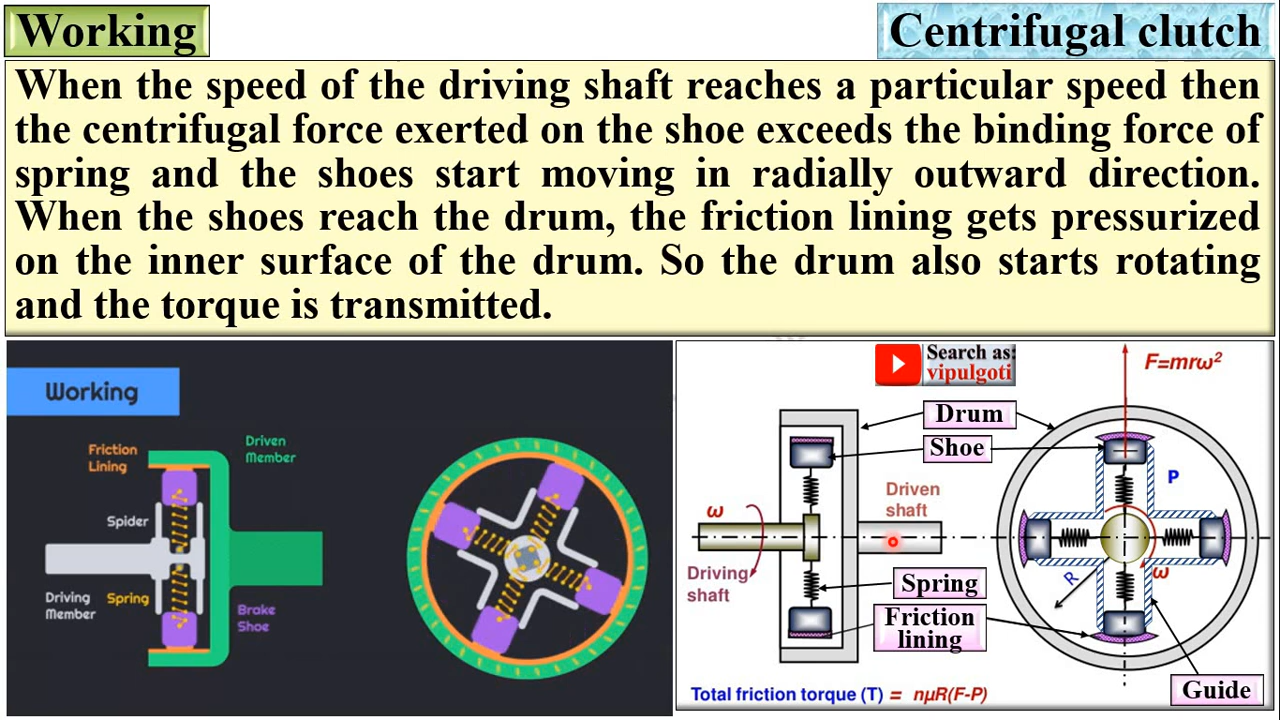 Working
Centrifugal clutch
When the speed of the driving shaft reaches a particular speed then
the centrifugal force exerted on the shoe exceeds the binding force of
spring and the shoes start moving in radially outward direction.
When the shoes reach the drum, the friction lining gets pressurized
on the inner surface of the drum. So the drum also starts rotating
and the torque is transmitted.
Working
Friction
Lining
Driven
Member
Spider
Driving
Member
Spring
Brake
Shoe
Search as:
vipulgoti
F=mrω²
Drum
Shoe
P
Driven
shaft
ω
Driving
shaft
Spring
R
ω
Friction
lining
Guide
Total friction torque (T) = nμR(F-P)